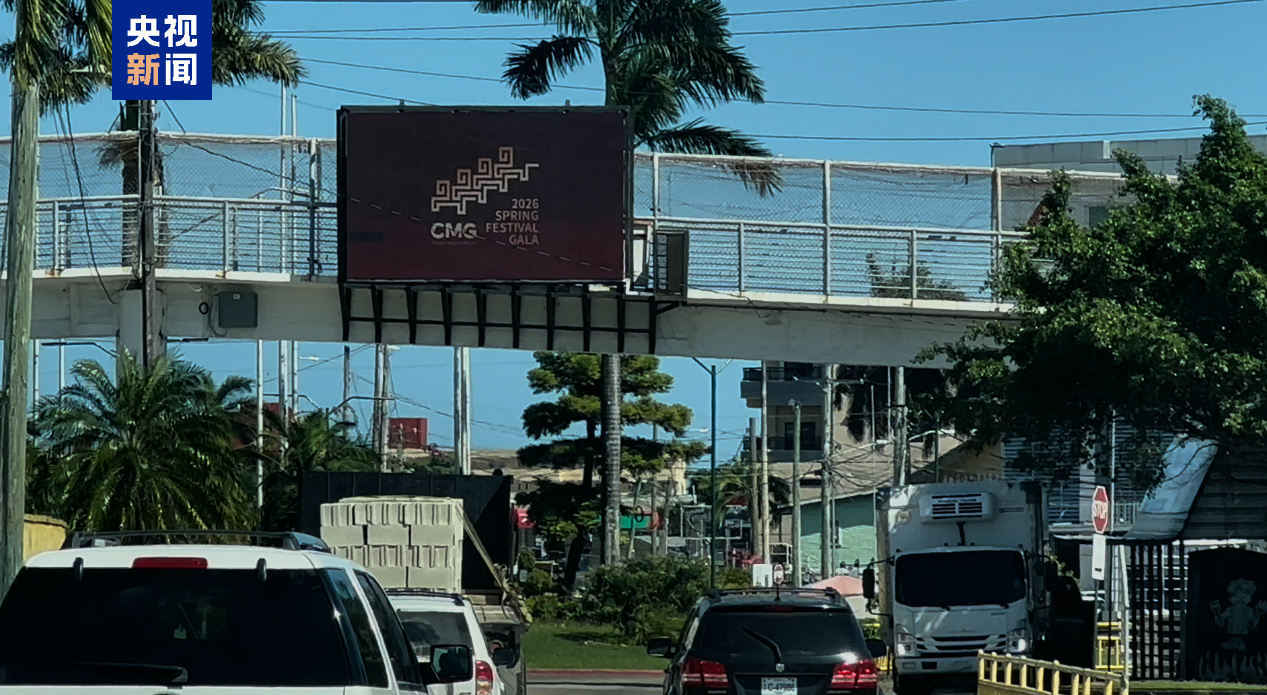 央视
新闻
2026
SPRING
FESTIVAL
GALA
CMG
STOP